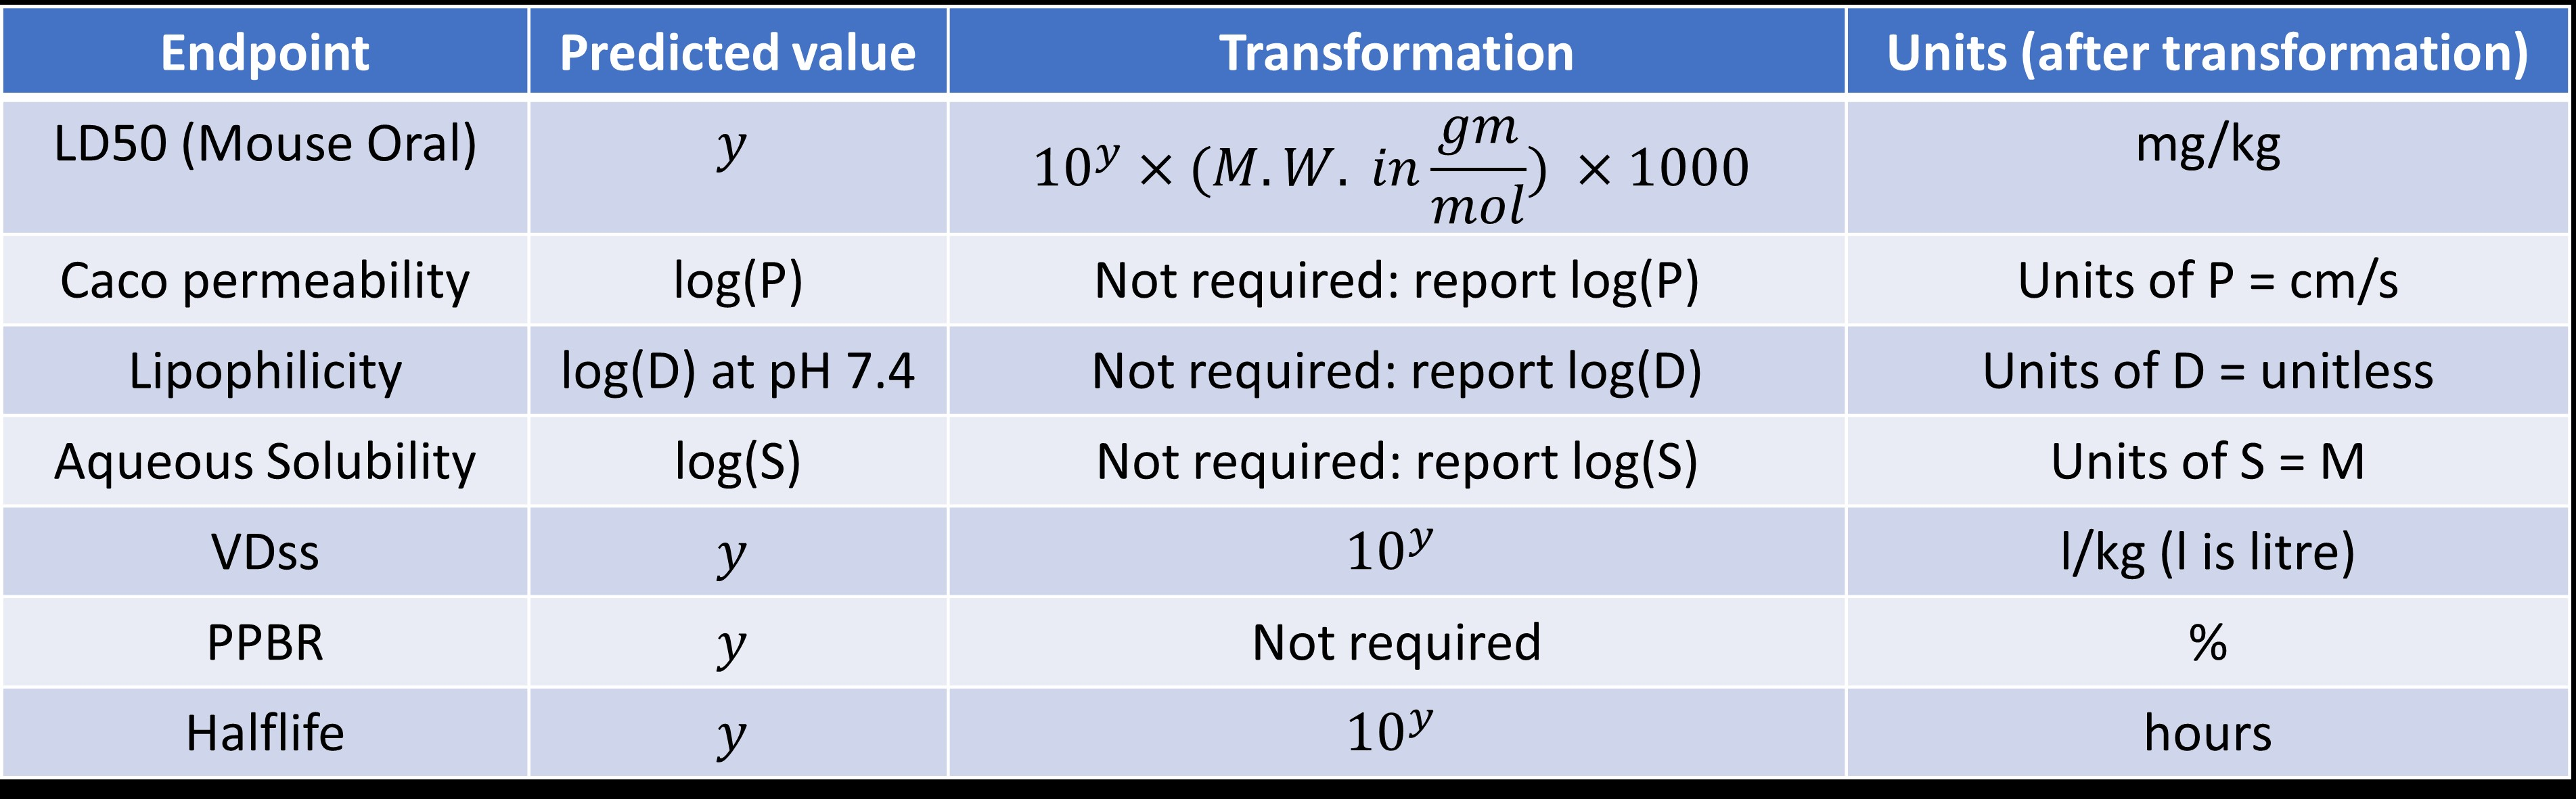 Endpoint Predicted value Transformation Units (after transformation)
LD50 (Mouse Oral) y 10^y × (M.W. in gm/mol) × 1000 mg/kg
Caco permeability log(P) Not required: report log(P) Units of P = cm/s
Lipophilicity log(D) at pH 7.4 Not required: report log(D) Units of D = unitless
Aqueous Solubility log(S) Not required: report log(S) Units of S = M
VDss y 10^y l/kg (l is litre)
PPBR y Not required %
Halflife y 10^y hours